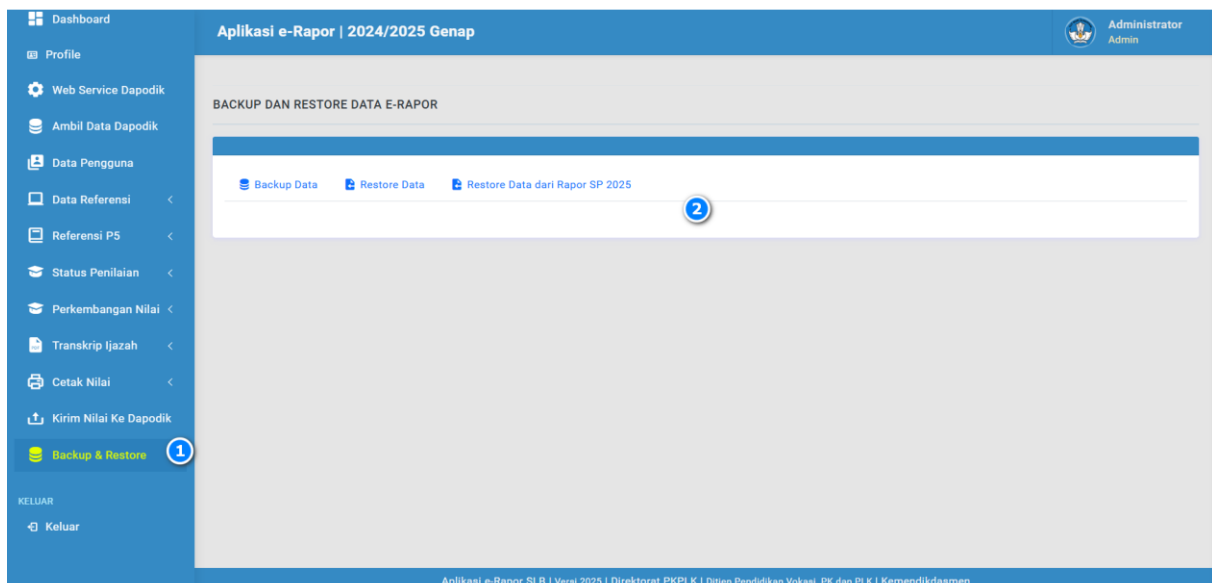 Dashboard
Profile
Web Service Dapodik
Ambil Data Dapodik
Data Pengguna
Data Referensi
Referensi P5
Status Penilaian
Perkembangan Nilai
Transkrip Ijazah
Cetak Nilai
Kirim Nilai Ke Dapodik
Backup & Restore
1
KELUAR
Keluar
Aplikasi e-Rapor | 2024/2025 Genap
Administrator
Admin
BACKUP DAN RESTORE DATA E-RAPOR
Backup Data Restore Data Restore Data dari Rapor SP 2025
2
Aplikasi e-Rapor SLB | Versi 2025 | Direktorat PKPLK | Ditjen Pendidikan Vokasi, PK dan PLK | Kemendikdasmen